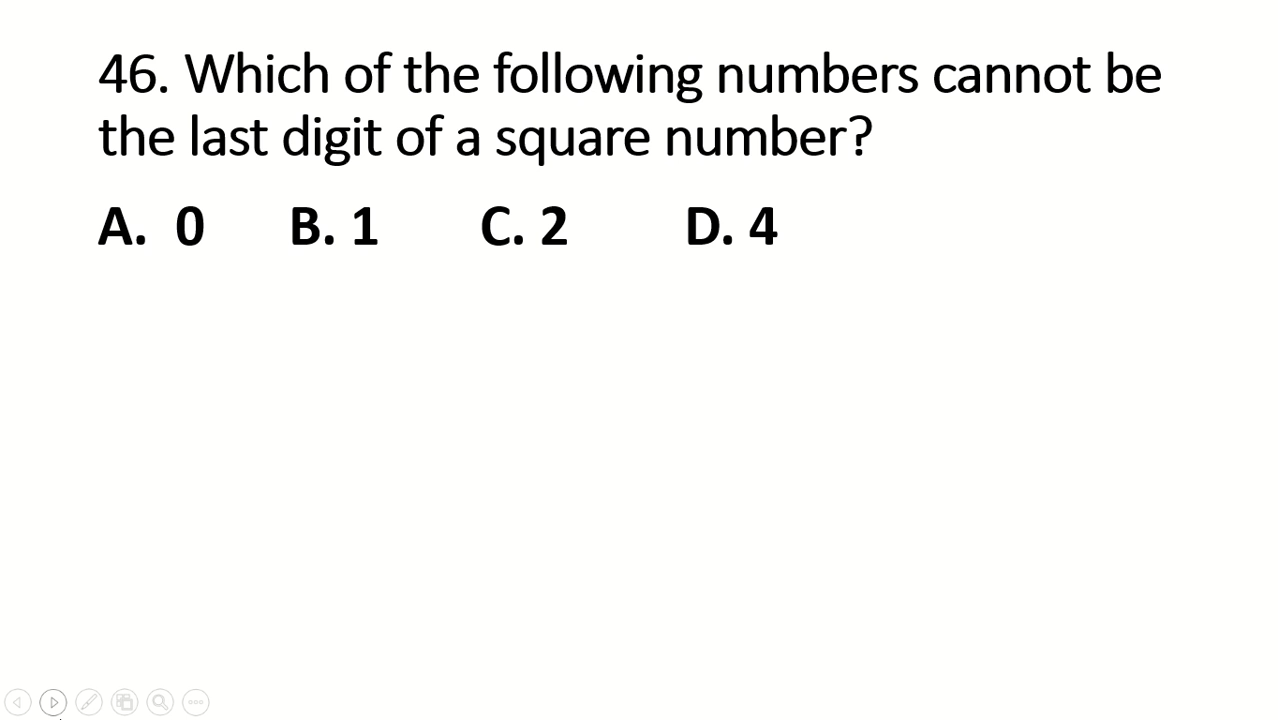 46. Which of the following numbers cannot be
the last digit of a square number?
A. 0 B. 1 C. 2 D. 4